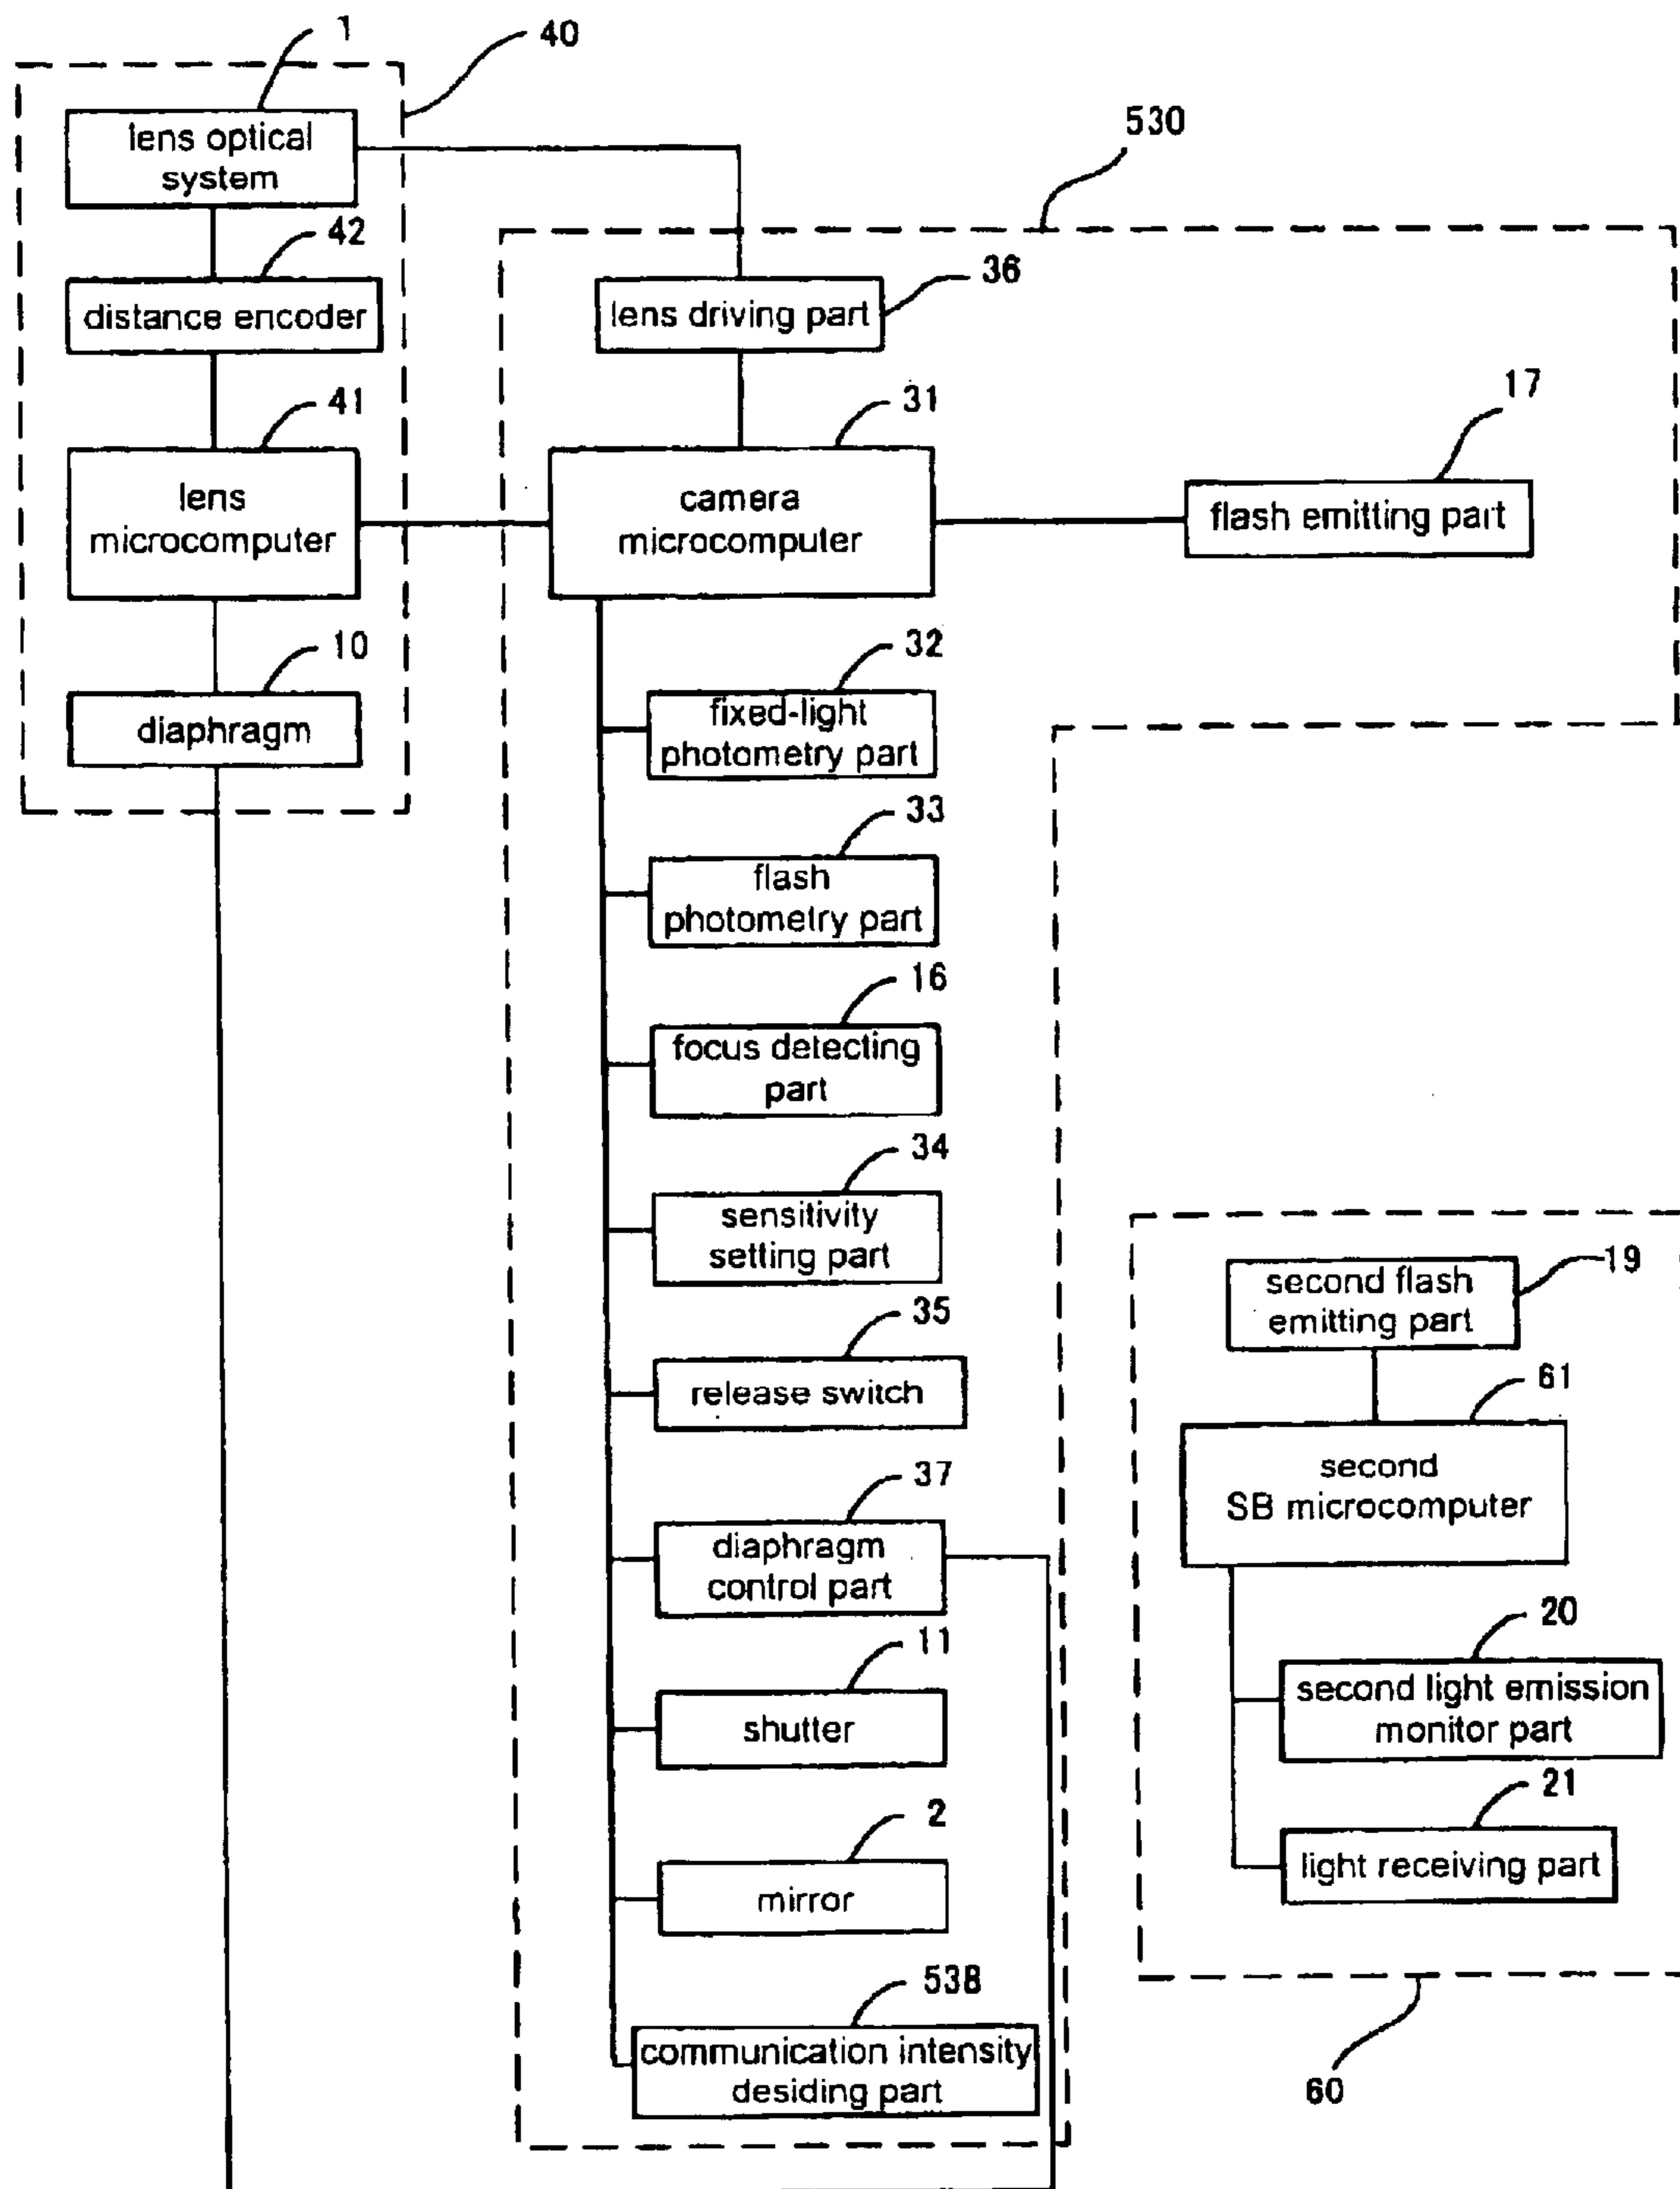 1
40
lens optical
system
42
distance encoder
41
lens
microcomputer
10
diaphragm
530
36
lens driving part
31
camera
microcomputer
17
flash emitting part
32
fixed-light
photometry part
33
flash
photometry part
16
focus detecting
part
34
sensitivity
setting part
35
release switch
37
diaphragm
control part
11
shutter
2
mirror
538
communication intensity
desiding part
19
second flash
emitting part
61
second
SB microcomputer
20
second light emission
monitor part
21
light receiving part
60